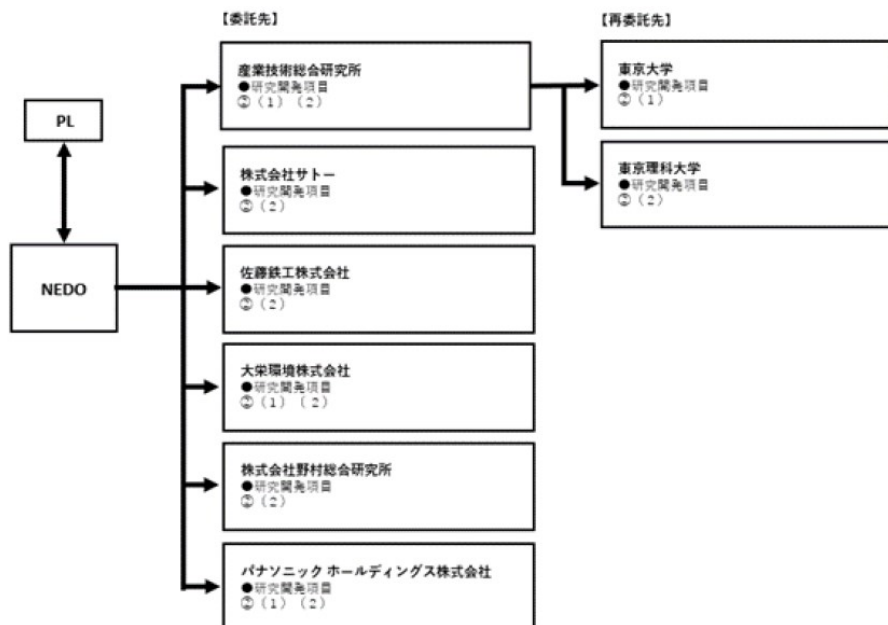 【委託先】
【再委託先】
PL
NEDO
産業技術総合研究所
●研究開発項目
②（1）（2）
株式会社サトー
●研究開発項目
②（2）
佐藤鉄工株式会社
●研究開発項目
②（2）
大栄環境株式会社
●研究開発項目
②（1）（2）
株式会社野村総合研究所
●研究開発項目
②（2）
パナソニック ホールディングス株式会社
●研究開発項目
②（1）（2）
東京大学
●研究開発項目
②（1）
東京理科大学
●研究開発項目
②（2）